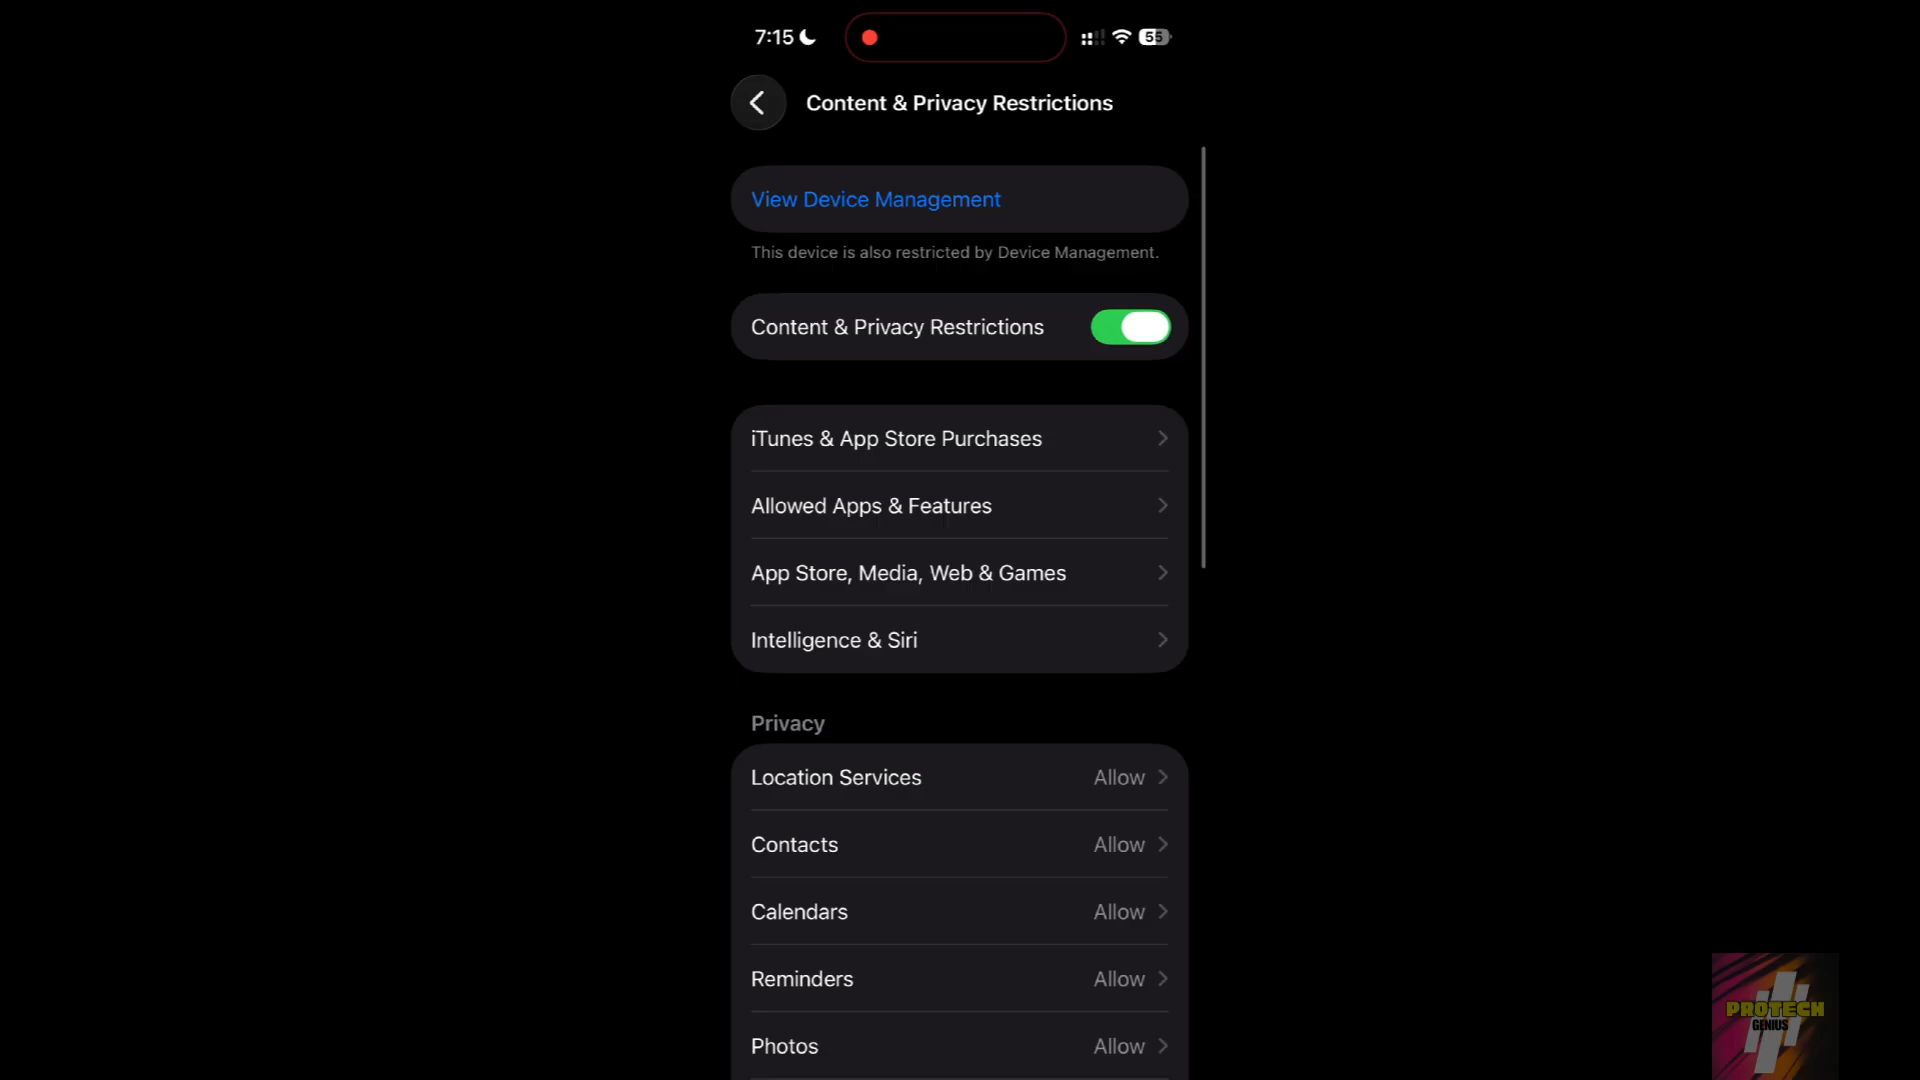 7:15
55
Content & Privacy Restrictions
View Device Management
This device is also restricted by Device Management.
Content & Privacy Restrictions
iTunes & App Store Purchases
Allowed Apps & Features
App Store, Media, Web & Games
Intelligence & Siri
Privacy
Location Services Allow
Contacts Allow
Calendars Allow
Reminders Allow
Photos Allow
PROTECH
GENIUS